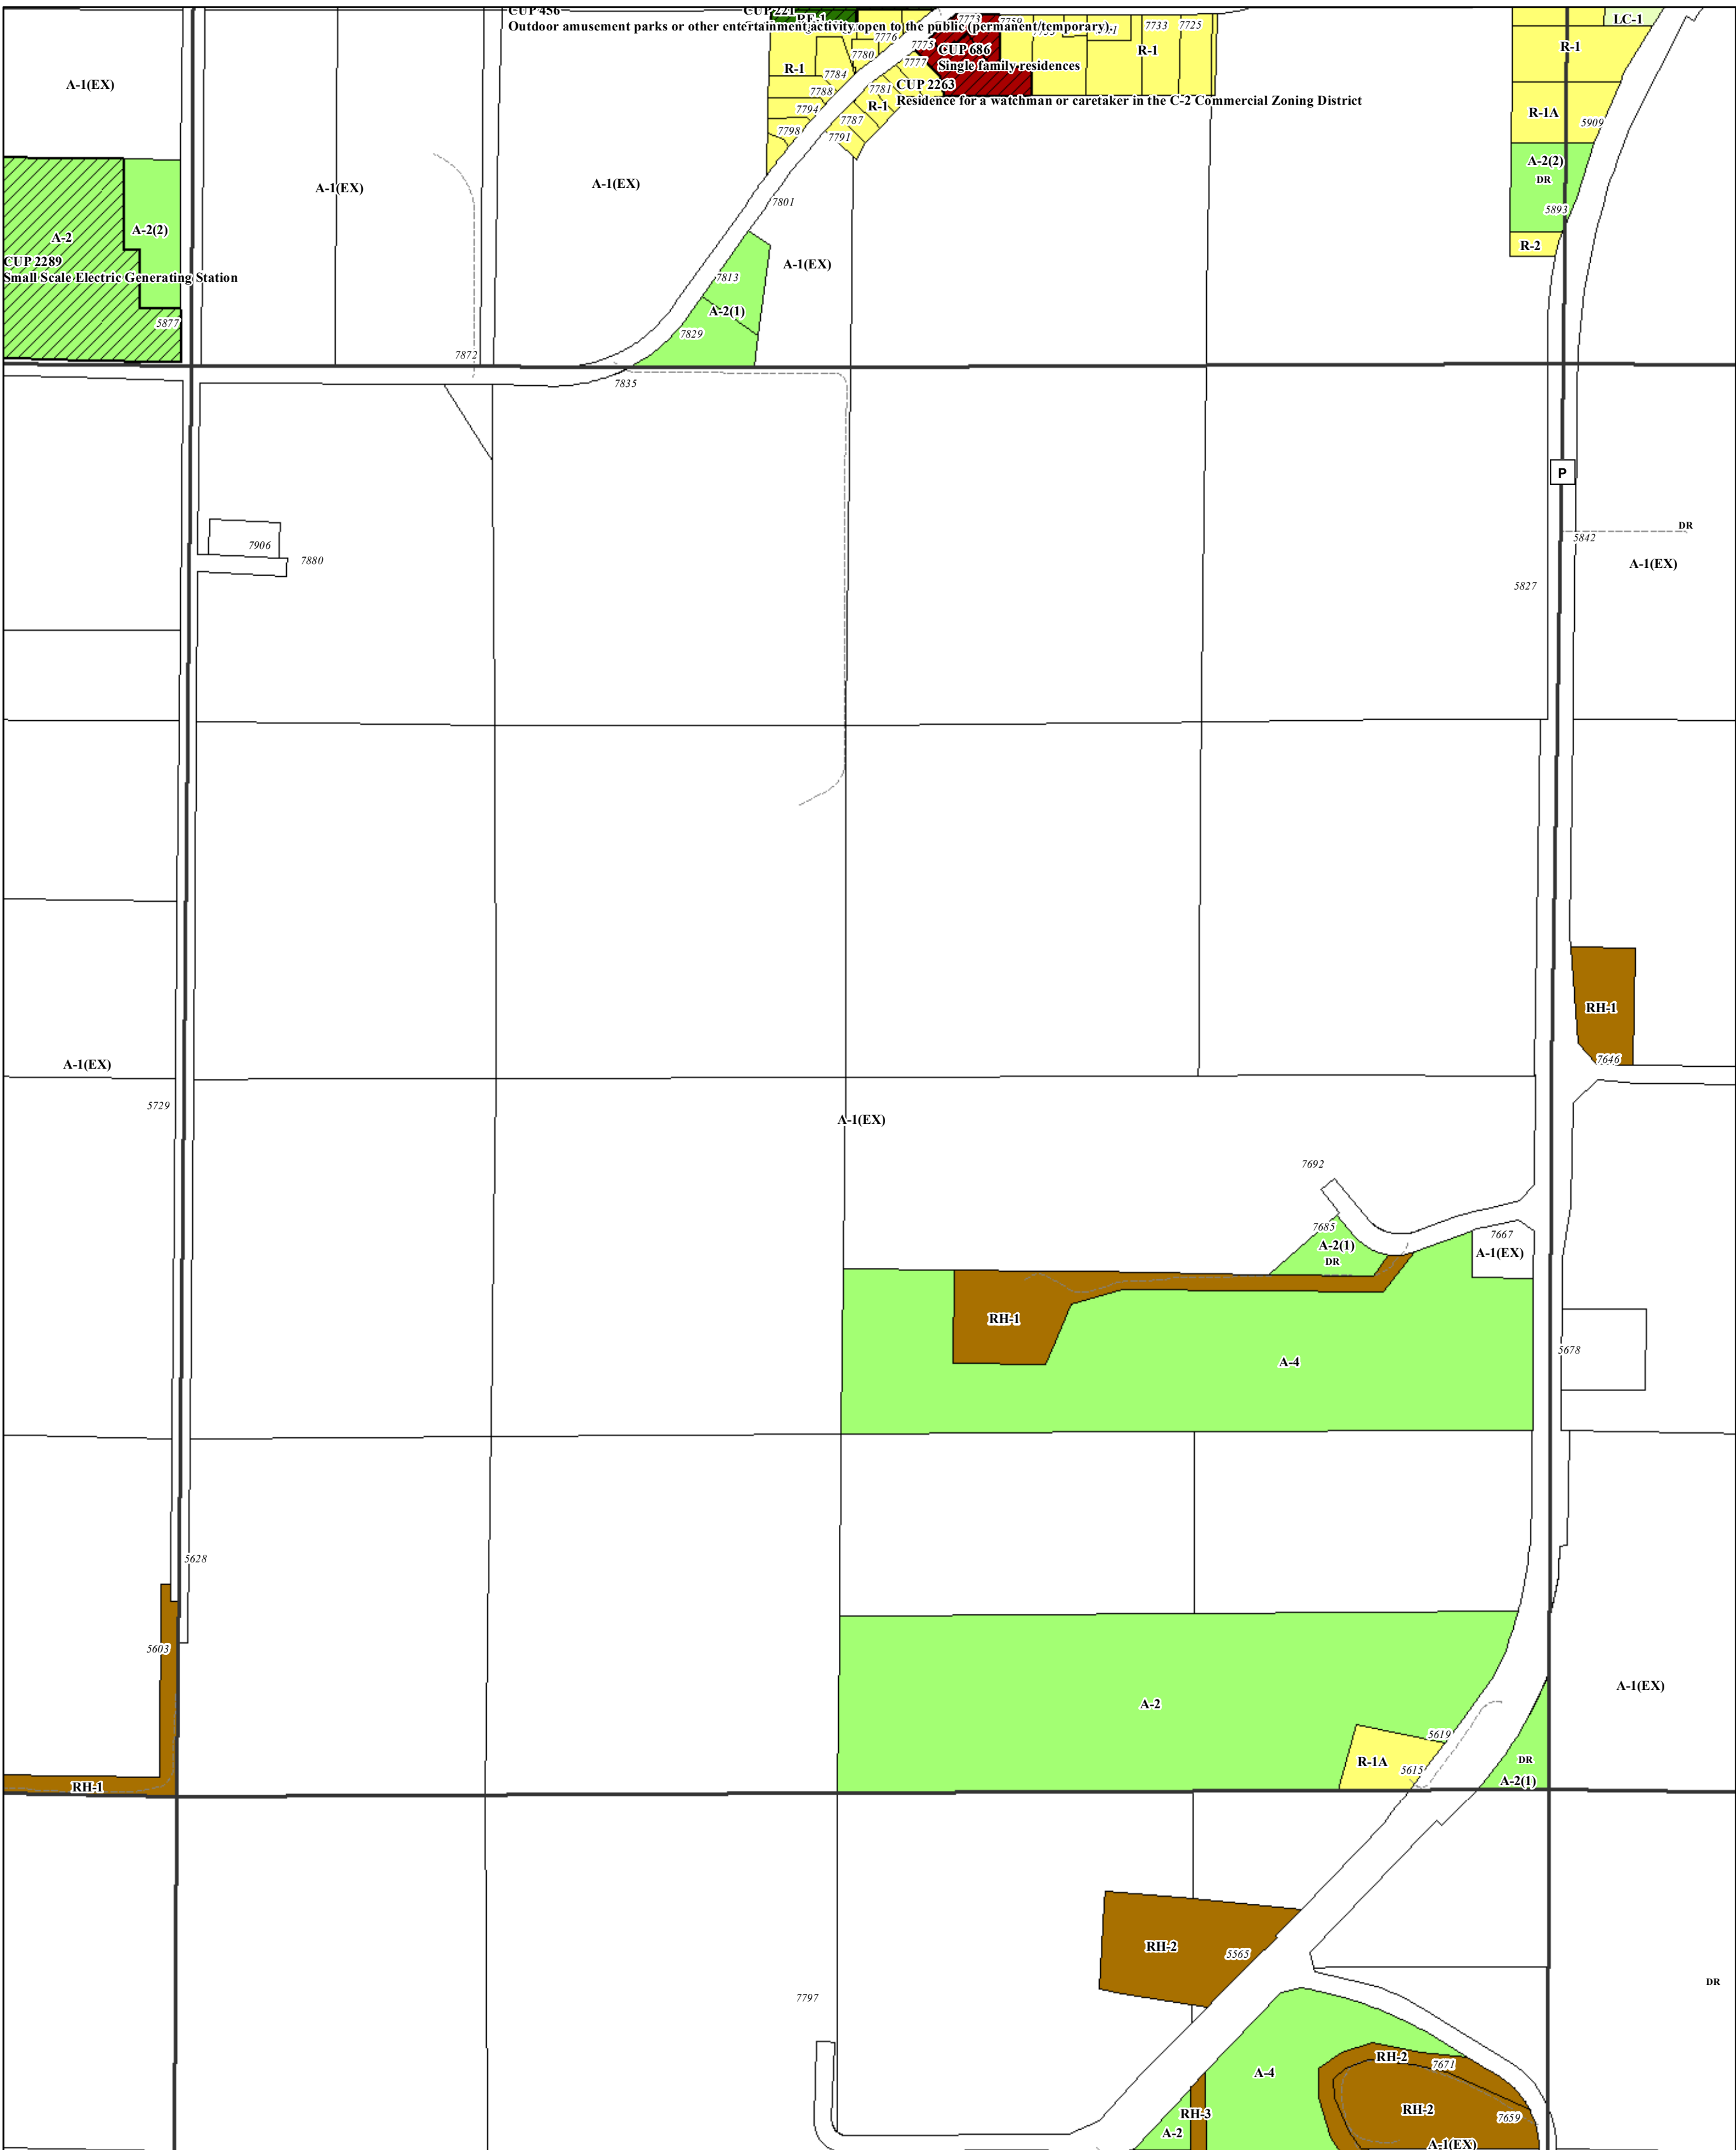 CUP 456
CUP 221
Outdoor amusement parks or other entertainment activity open to the public (permanent/temporary).
7773
7759
7733
7725
LC-1
7776
7775
CUP 686
R-1
R-1
7780
7777
Single family residences
R-1
A-1(EX)
7784
CUP 2263
7788
7781
Residence for a watchman or caretaker in the C-2 Commercial Zoning District
7794
R-1
R-1A
5909
7787
7798
7791
A-2(2)
DR
A-1(EX)
A-1(EX)
7801
5893
A-2(2)
A-2
R-2
CUP 2289
A-1(EX)
Small Scale Electric Generating Station
7813
A-2(1)
5877
7829
7872
7835
P
DR
5842
7906
7880
A-1(EX)
5827
RH-1
7646
A-1(EX)
5729
A-1(EX)
7692
7685
7667
A-2(1)
A-1(EX)
DR
RH-1
5678
A-4
5628
5603
A-1(EX)
A-2
5619
R-1A
DR
5615
A-2(1)
RH-1
RH-2
5565
DR
7797
RH-2
7671
A-4
RH-2
RH-3
7659
A-2
A-1(EX)